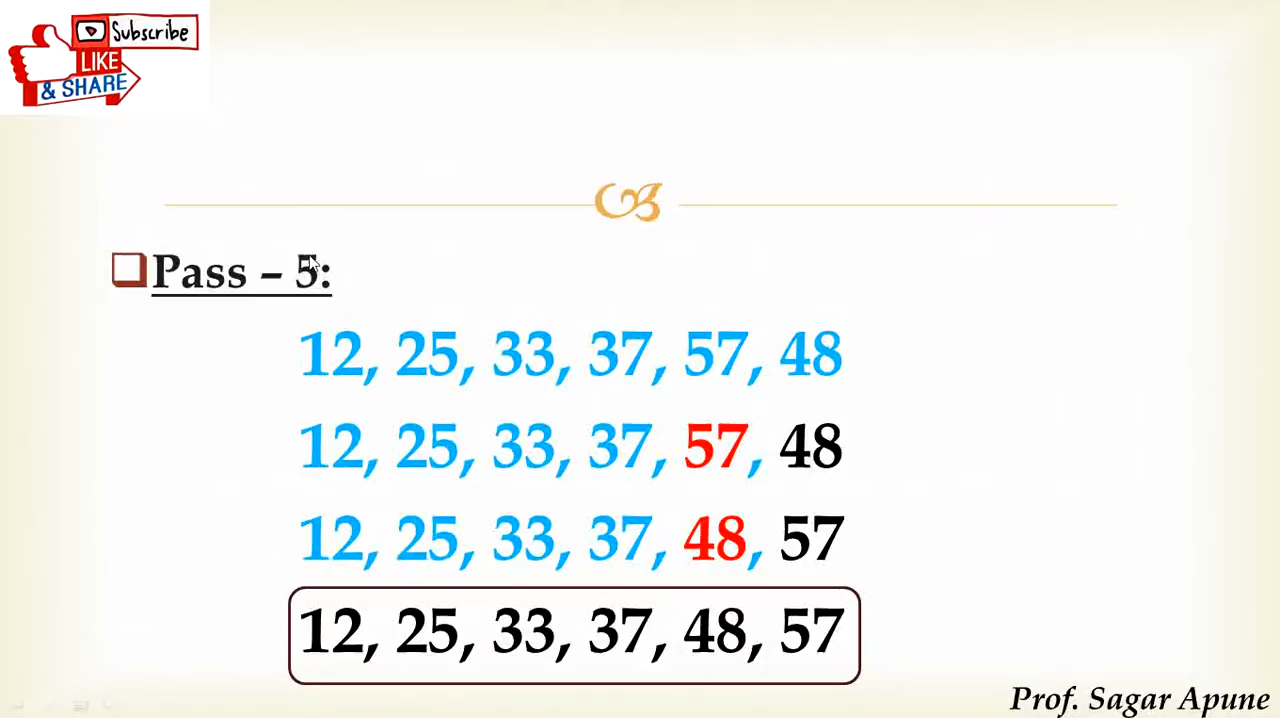 Subscribe
LIKE
& SHARE
Pass – 5:
12, 25, 33, 37, 57, 48
12, 25, 33, 37, 57, 48
12, 25, 33, 37, 48, 57
12, 25, 33, 37, 48, 57
Prof. Sagar Apune